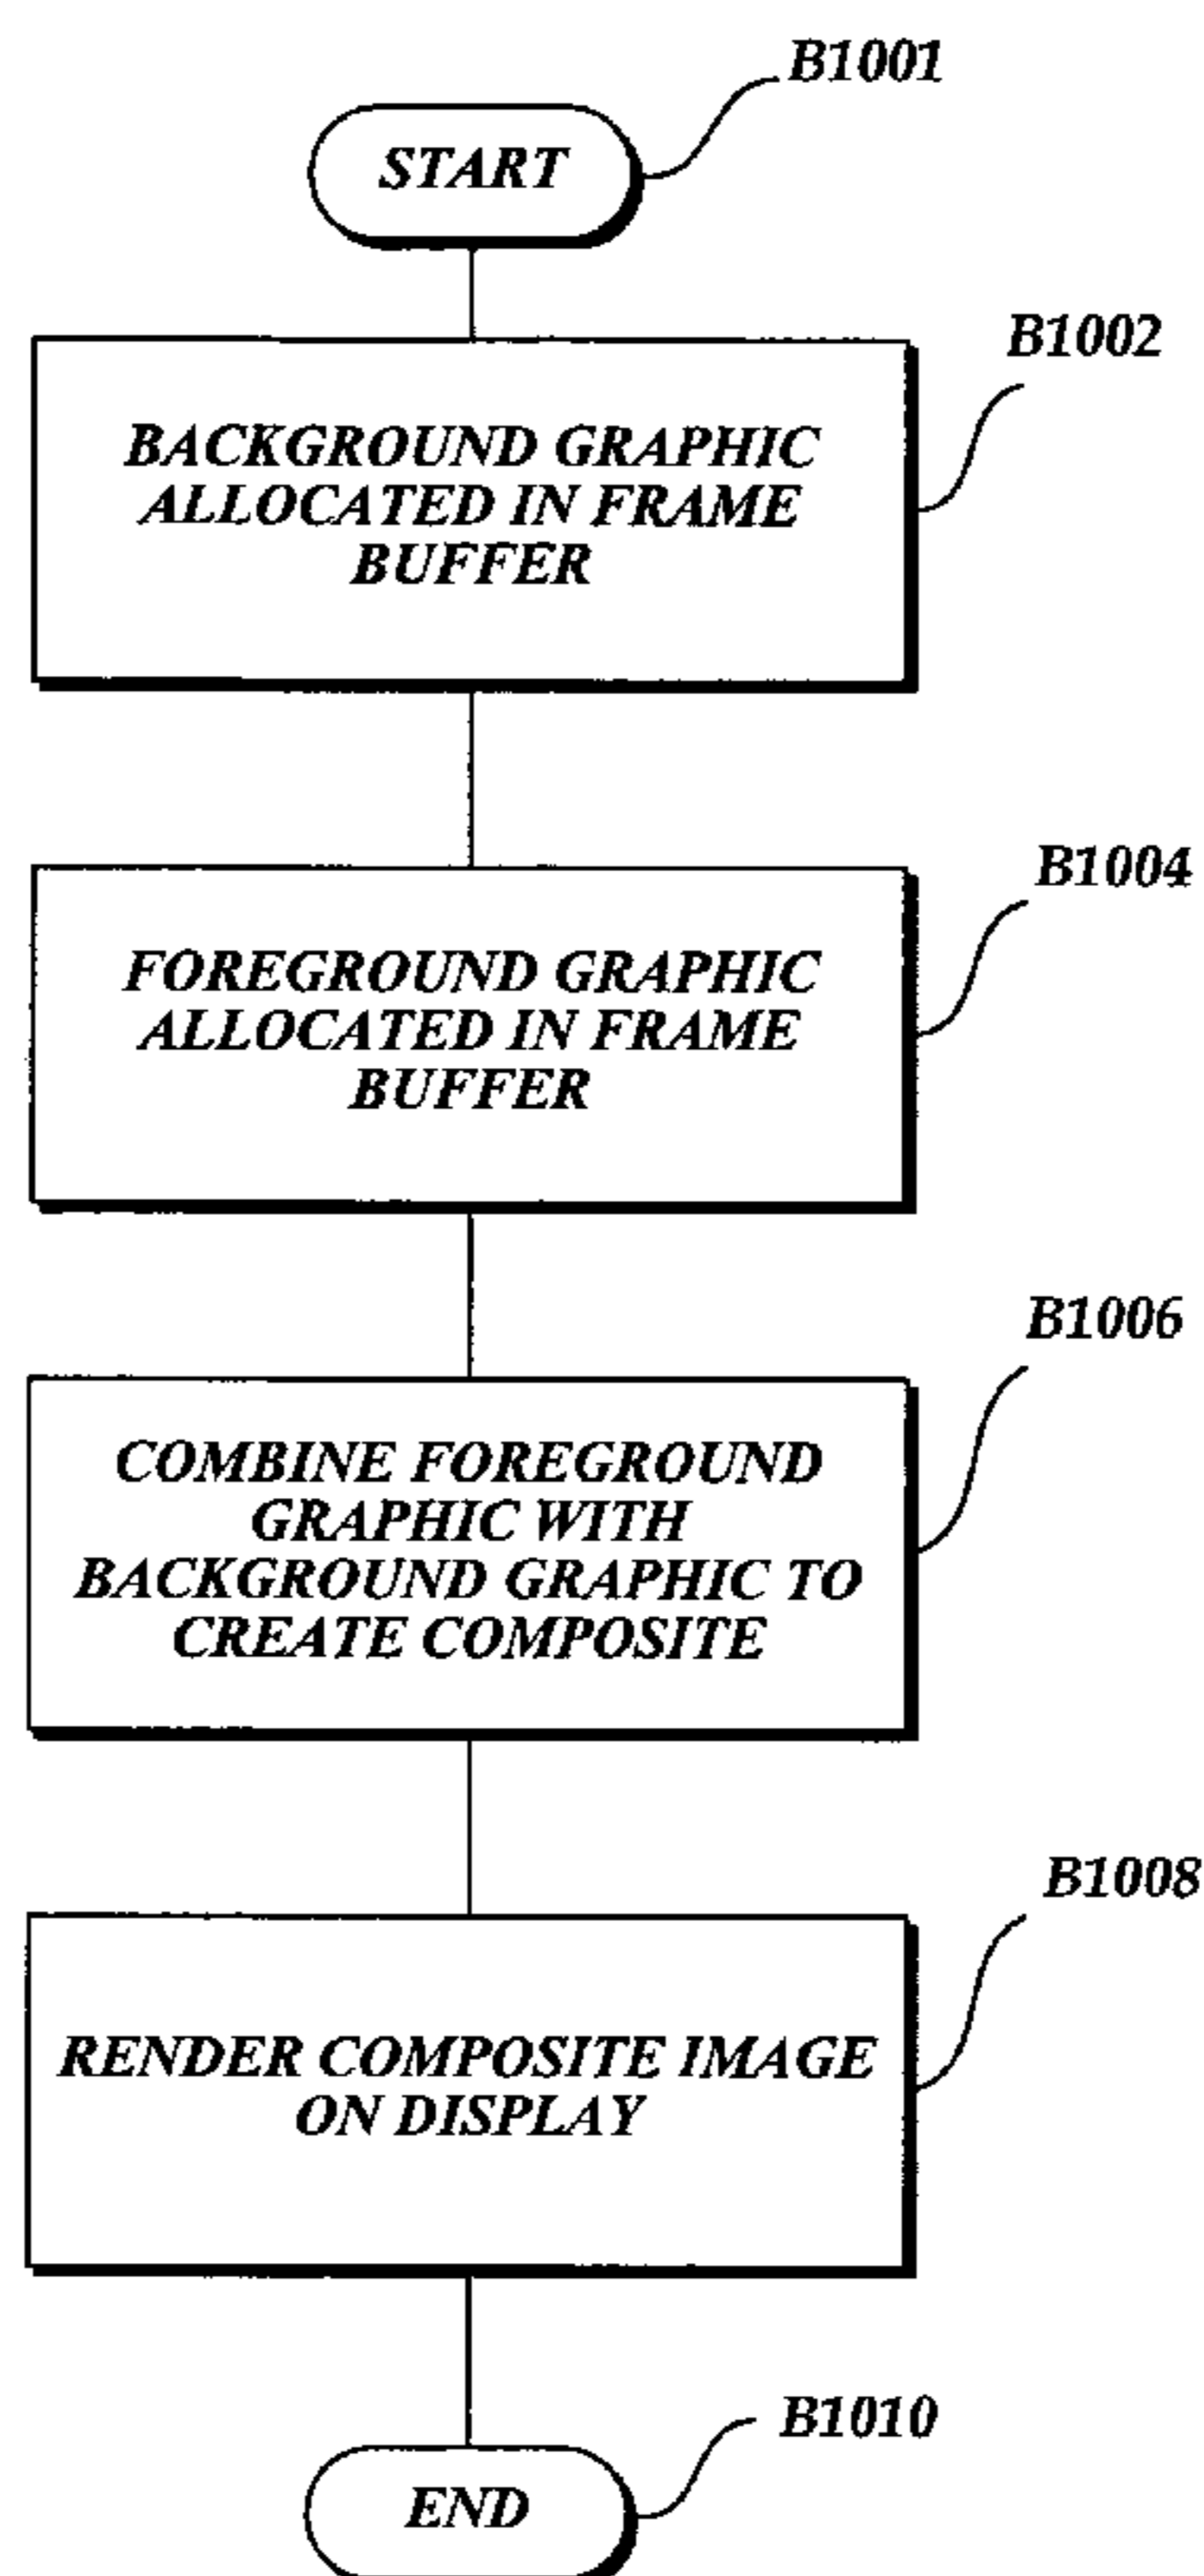 B1001
START
B1002
BACKGROUND GRAPHIC
ALLOCATED IN FRAME
BUFFER
B1004
FOREGROUND GRAPHIC
ALLOCATED IN FRAME
BUFFER
B1006
COMBINE FOREGROUND
GRAPHIC WITH
BACKGROUND GRAPHIC TO
CREATE COMPOSITE
B1008
RENDER COMPOSITE IMAGE
ON DISPLAY
B1010
END